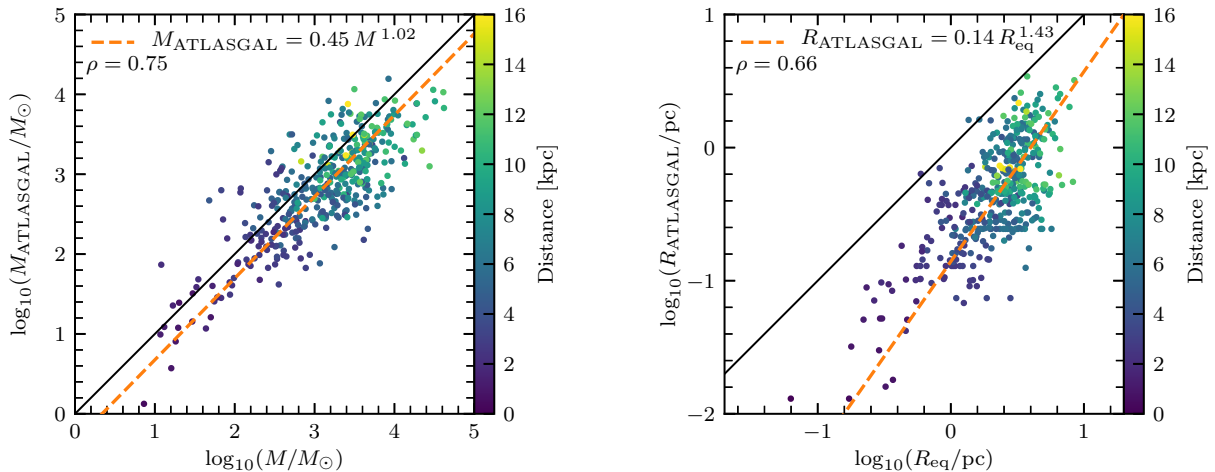 M_ATLASGAL = 0.45 M^1.02
ρ = 0.75
5
4
3
2
1
0
0 1 2 3 4 5
log₁₀(M_ATLASGAL/M⊙)
log₁₀(M/M⊙)
16
14
12
10
8
6
4
2
0
Distance [kpc]
R_ATLASGAL = 0.14 R_eq^1.43
ρ = 0.66
1
0
−1
−2
−1 0 1
log₁₀(R_ATLASGAL/pc)
log₁₀(R_eq/pc)
16
14
12
10
8
6
4
2
0
Distance [kpc]